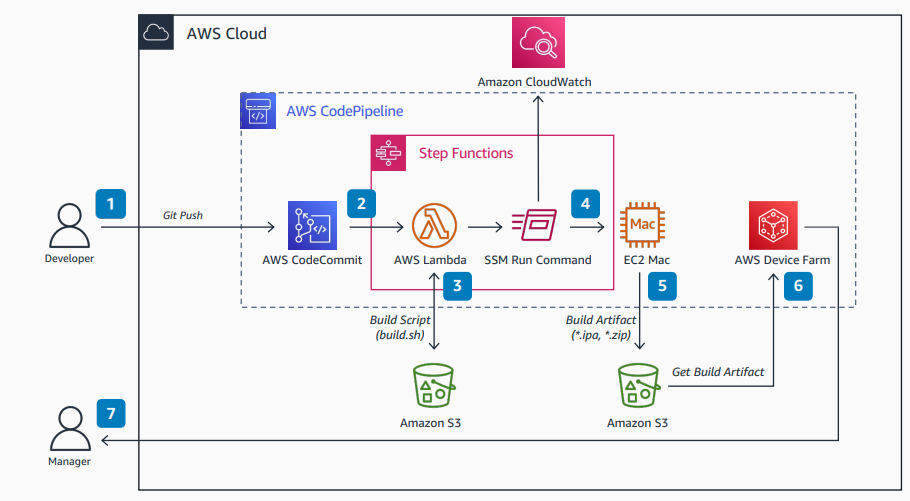 AWS Cloud
Amazon CloudWatch
AWS CodePipeline
Step Functions
1
Git Push
2
4
Mac
Developer
AWS CodeCommit
AWS Lambda
SSM Run Command
EC2 Mac
AWS Device Farm
3
5
6
Build Script
(build.sh)
Build Artifact
(*.ipa, *.zip)
Get Build Artifact
Amazon S3
Amazon S3
7
Manager